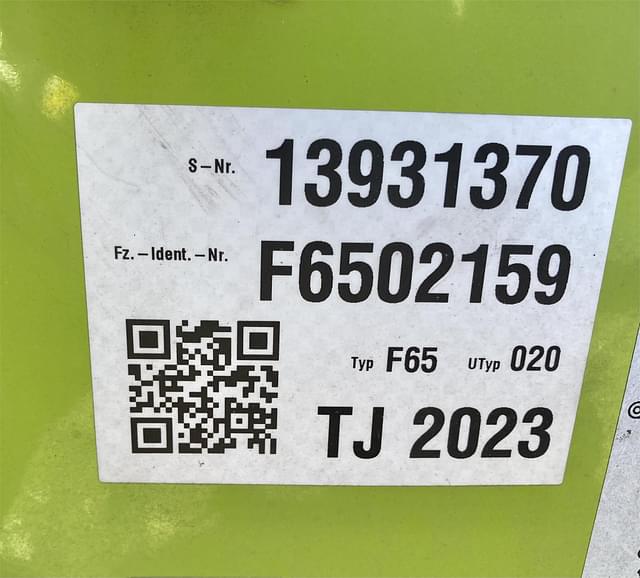 S–Nr. 13931370
Fz.–Ident.–Nr. F6502159
Typ F65 UTyp 020
TJ 2023